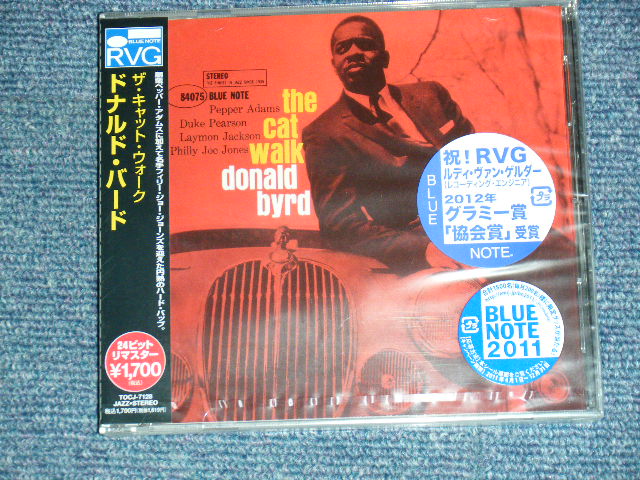 BLUE NOTE
RVG
ザ・キャット・ウォーク
ドナルド・バード
24ビット
リマスター
¥1,700
(税込)
TOCJ-7128
JAZZ•STEREO
STEREO
84075 BLUE NOTE
Pepper Adams
Duke Pearson
Laymon Jackson
Philly Joe Jones
the
cat
walk
donald
byrd
祝!RVG
ルディ・ヴァン・ゲルダー
(レコーディング・エンジニア)
2012年
グラミー賞
「協会賞」受賞
BLUE
NOTE.
BLUE
NOTE
2011